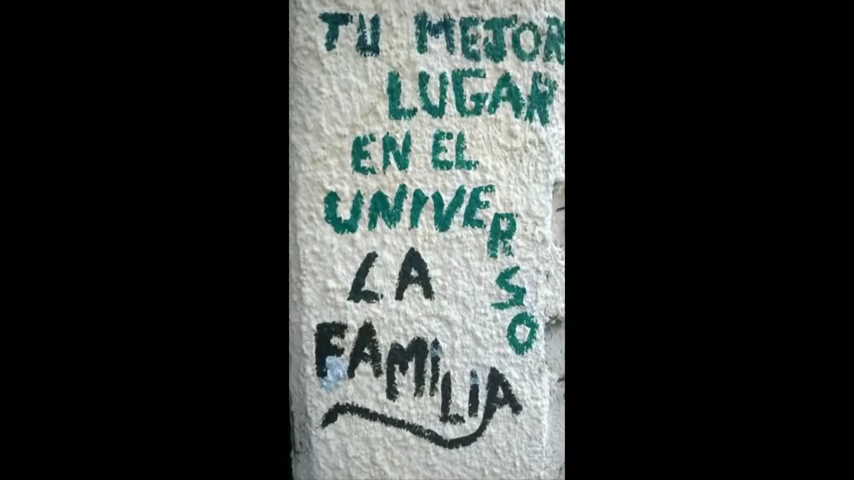 TU MEJOR
LUGAR
EN EL
UNIVERSO
LA
FAMILIA